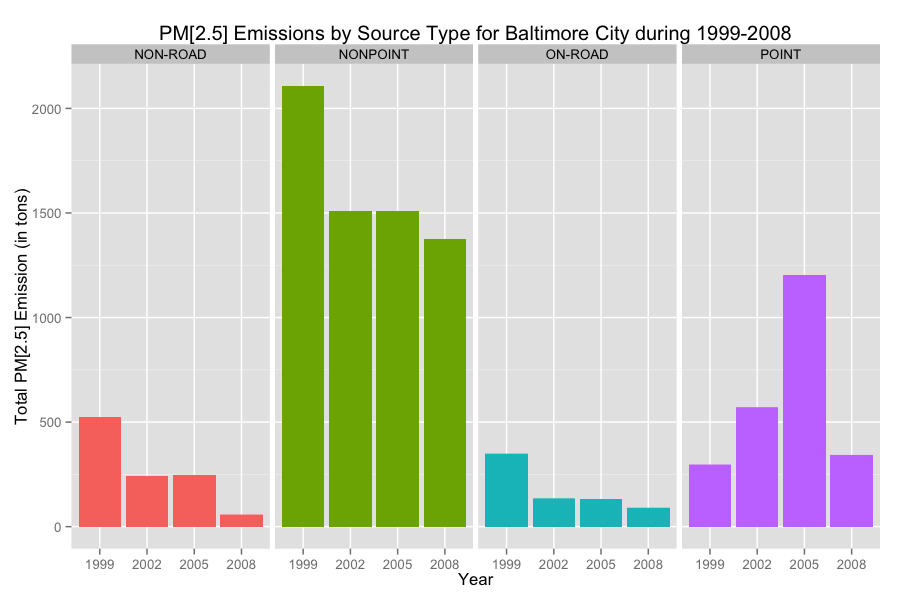 PM[2.5] Emissions by Source Type for Baltimore City during 1999-2008
NON-ROAD NONPOINT ON-ROAD POINT
Total PM[2.5] Emission (in tons)
2000
1500
1000
500
0
1999 2002 2005 2008 1999 2002 2005 2008 1999 2002 2005 2008 1999 2002 2005 2008
Year